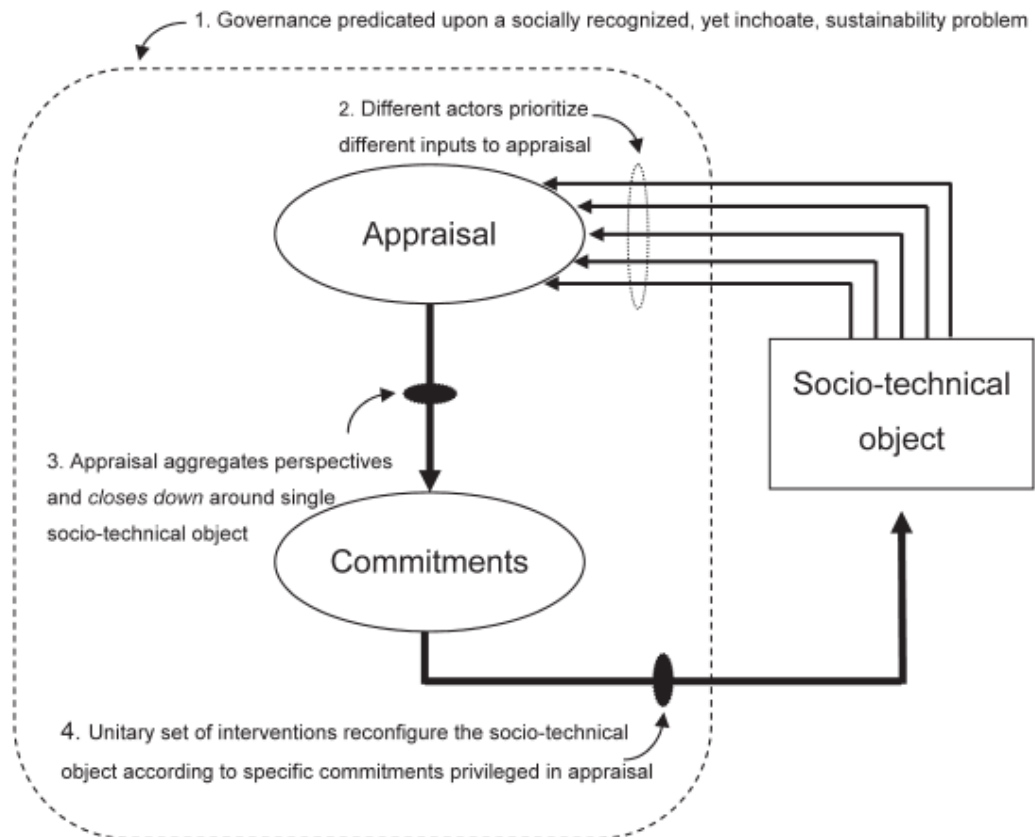 1. Governance predicated upon a socially recognized, yet inchoate, sustainability problem
2. Different actors prioritize
different inputs to appraisal
Appraisal
Socio-technical
object
3. Appraisal aggregates perspectives
and closes down around single
socio-technical object
Commitments
4. Unitary set of interventions reconfigure the socio-technical
object according to specific commitments privileged in appraisal